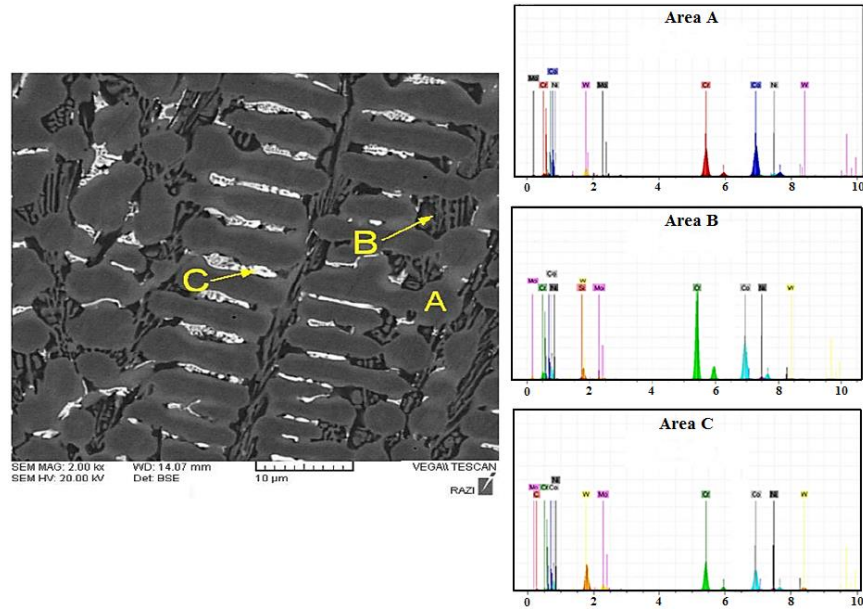 Area A
Mo Cr Co Ni W Mo Cr Co Ni W
0 2 4 6 8 10
Area B
Mo Cr Co Ni W Si Mo Cr Co Ni W
0 2 4 6 8 10
Area C
Mo C Cr Co Ni W Mo Cr Co Ni W
0 2 4 6 8 10
B
C
A
SEM MAG: 2.00 kx WD: 14.07 mm VEGA\\ TESCAN
SEM HV: 20.00 kV Det: BSE
10 µm
RAZI